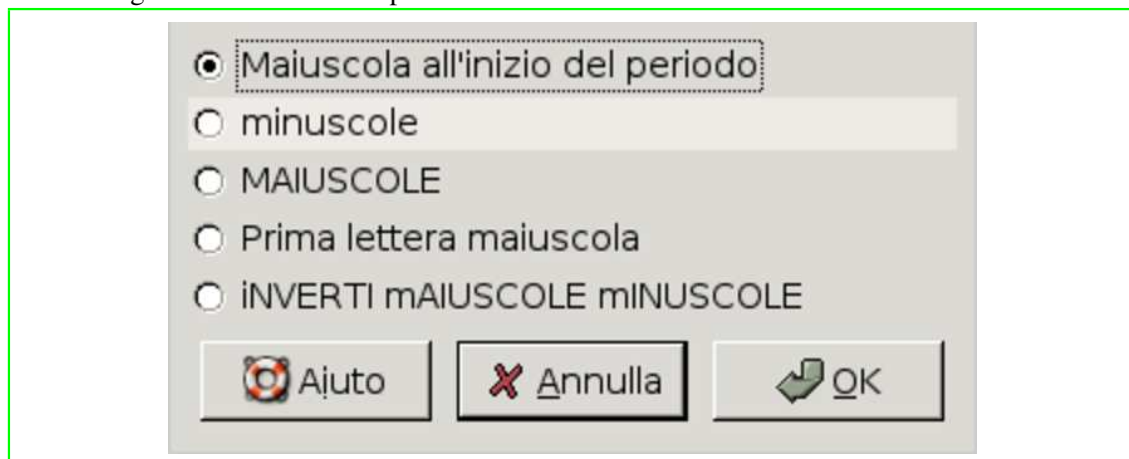 Maiuscola all'inizio del periodo
minuscole
MAIUSCOLE
Prima lettera maiuscola
iNVERTI mAIUSCOLE mINUSCOLE
Aiuto Annulla OK